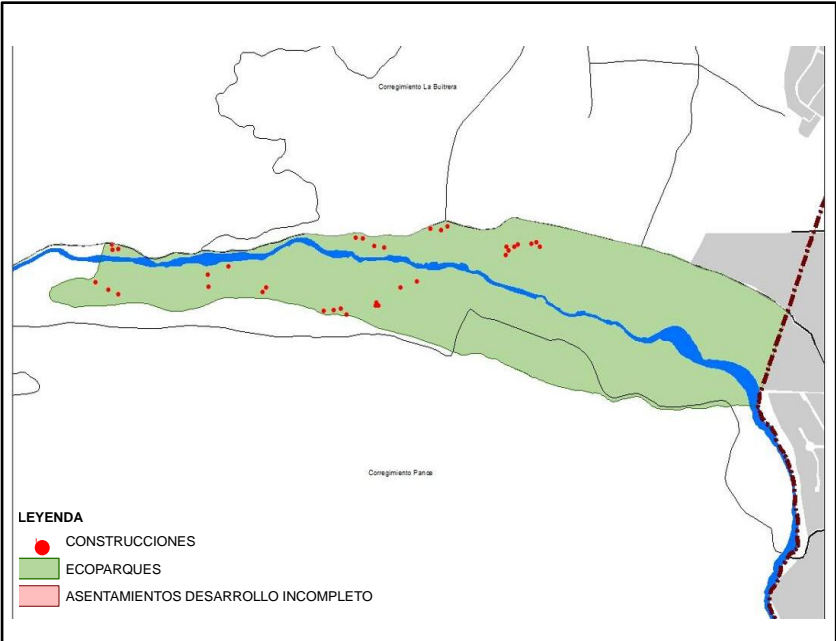 Corregimiento La Buitrera
Corregimiento Pance
LEYENDA
CONSTRUCCIONES
ECOPARQUES
ASENTAMIENTOS DESARROLLO INCOMPLETO